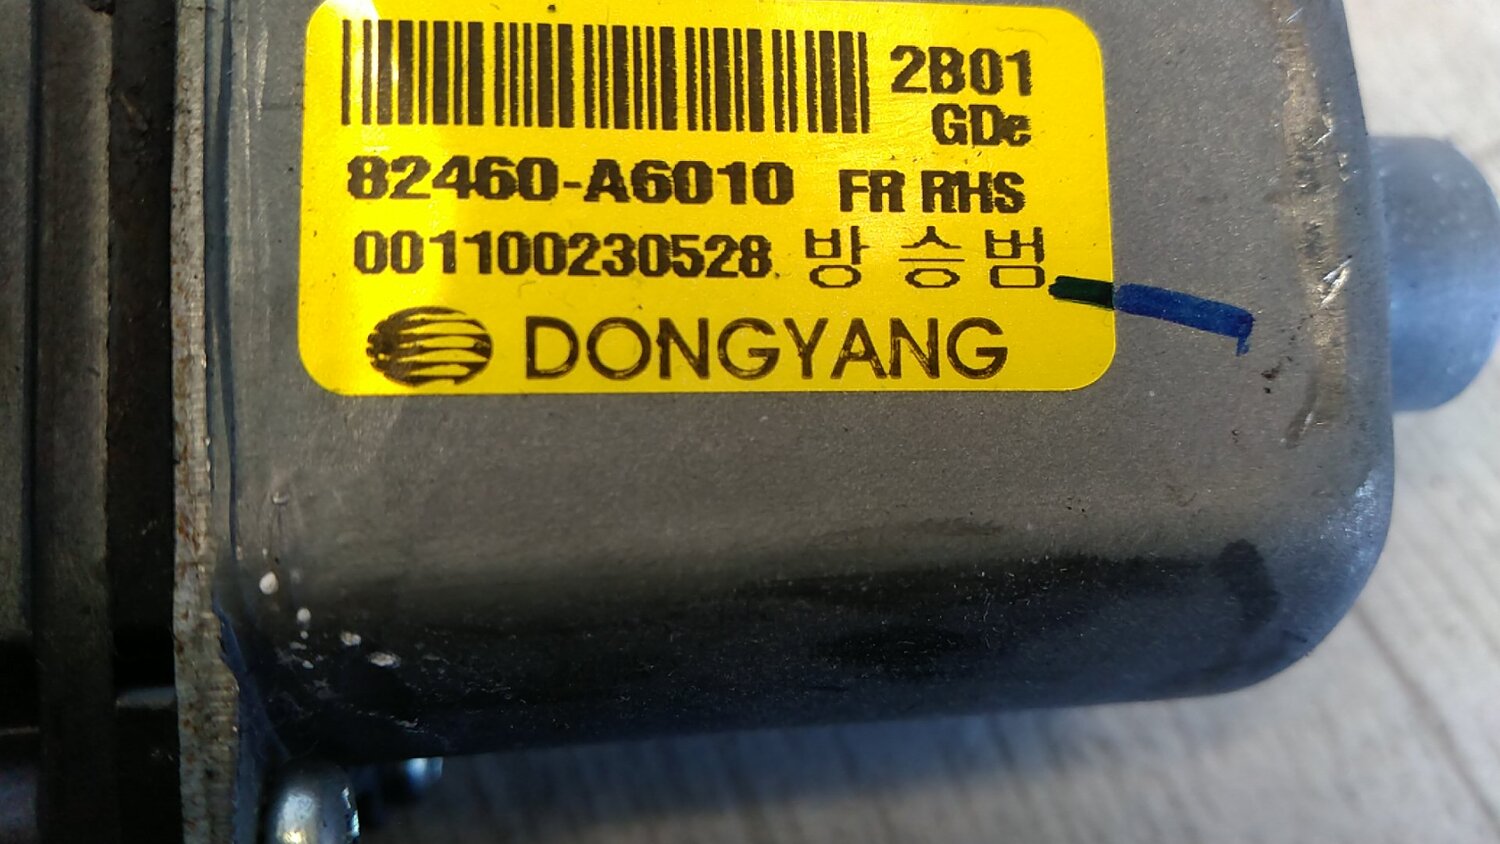 2B01
GDe
82460-A6010 FR RHS
001100230528 방 승 범
DONGYANG